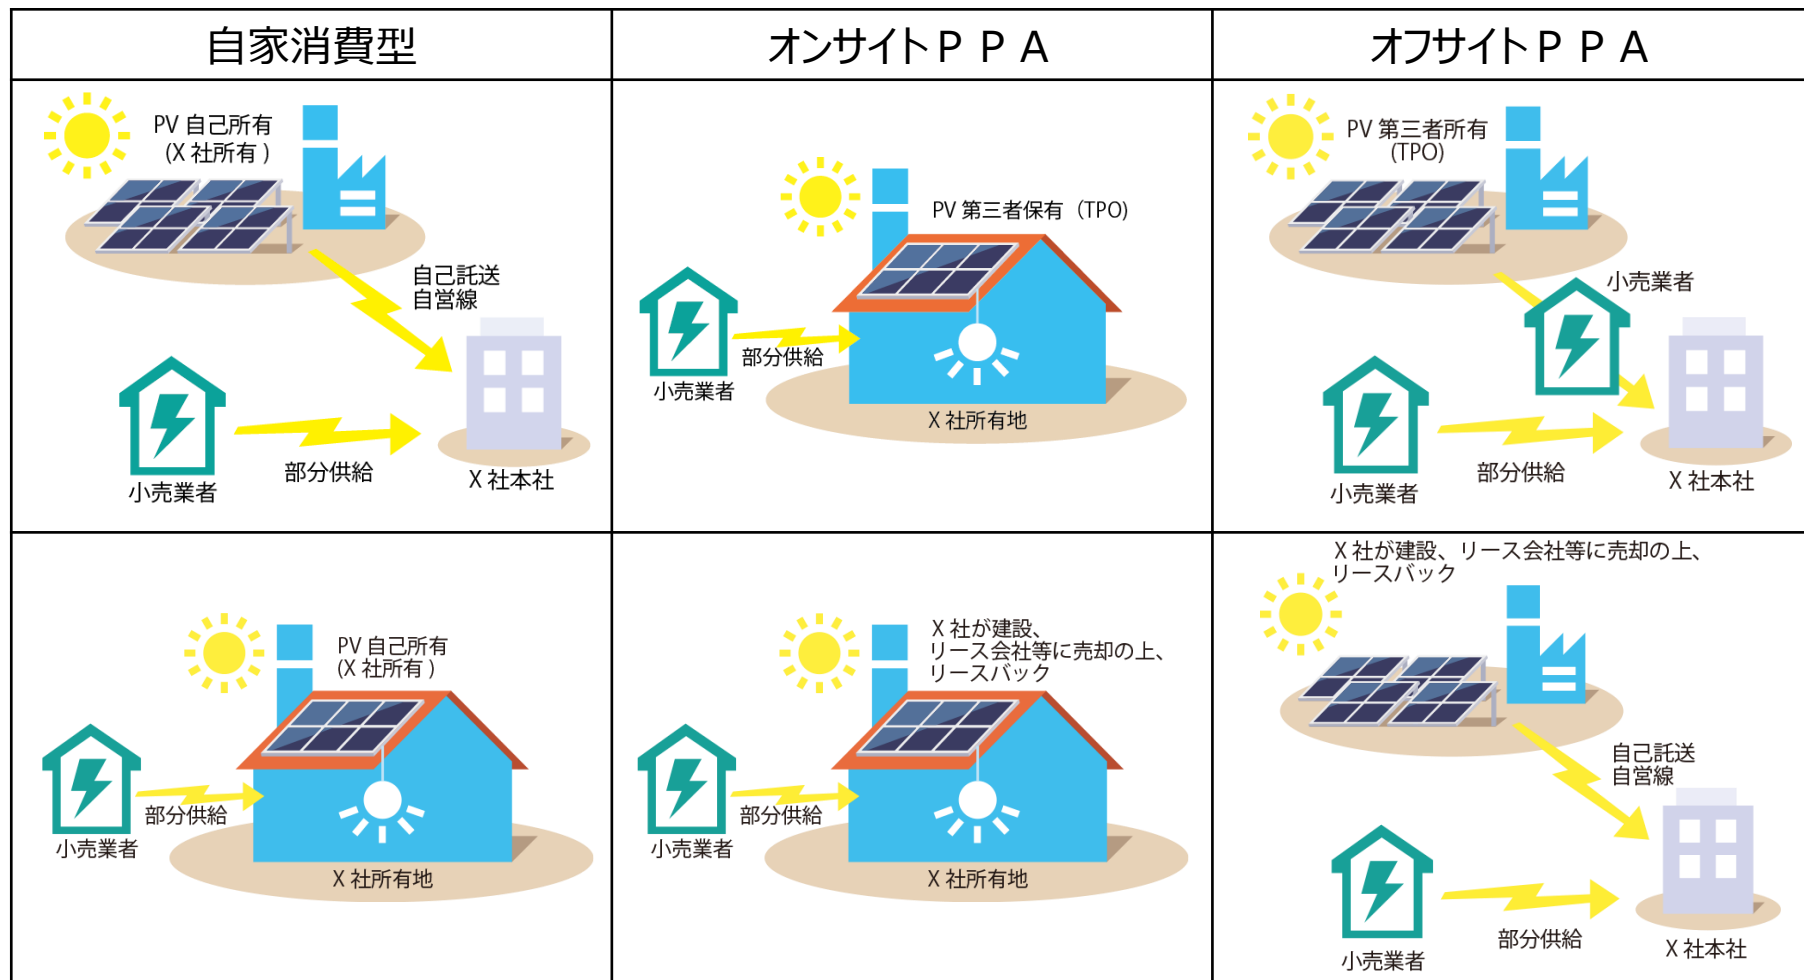 自家消費型
オンサイトＰＰＡ
オフサイトＰＰＡ
PV 自己所有
(X 社所有 )
自己託送
自営線
部分供給
小売業者
X 社本社
PV 第三者保有（TPO)
部分供給
小売業者
X 社所有地
PV 第三者所有
(TPO)
小売業者
部分供給
小売業者
X 社本社
PV 自己所有
(X 社所有 )
部分供給
小売業者
X 社所有地
X 社が建設、
リース会社等に売却の上、
リースバック
部分供給
小売業者
X 社所有地
X 社が建設、リース会社等に売却の上、
リースバック
自己託送
自営線
部分供給
小売業者
X 社本社